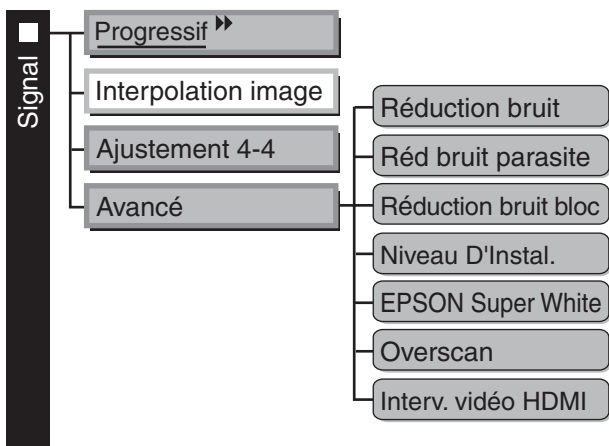 Signal
Progressif
Interpolation image
Ajustement 4-4
Avancé
Réduction bruit
Réd bruit parasite
Réduction bruit bloc
Niveau D'Instal.
EPSON Super White
Overscan
Interv. vidéo HDMI